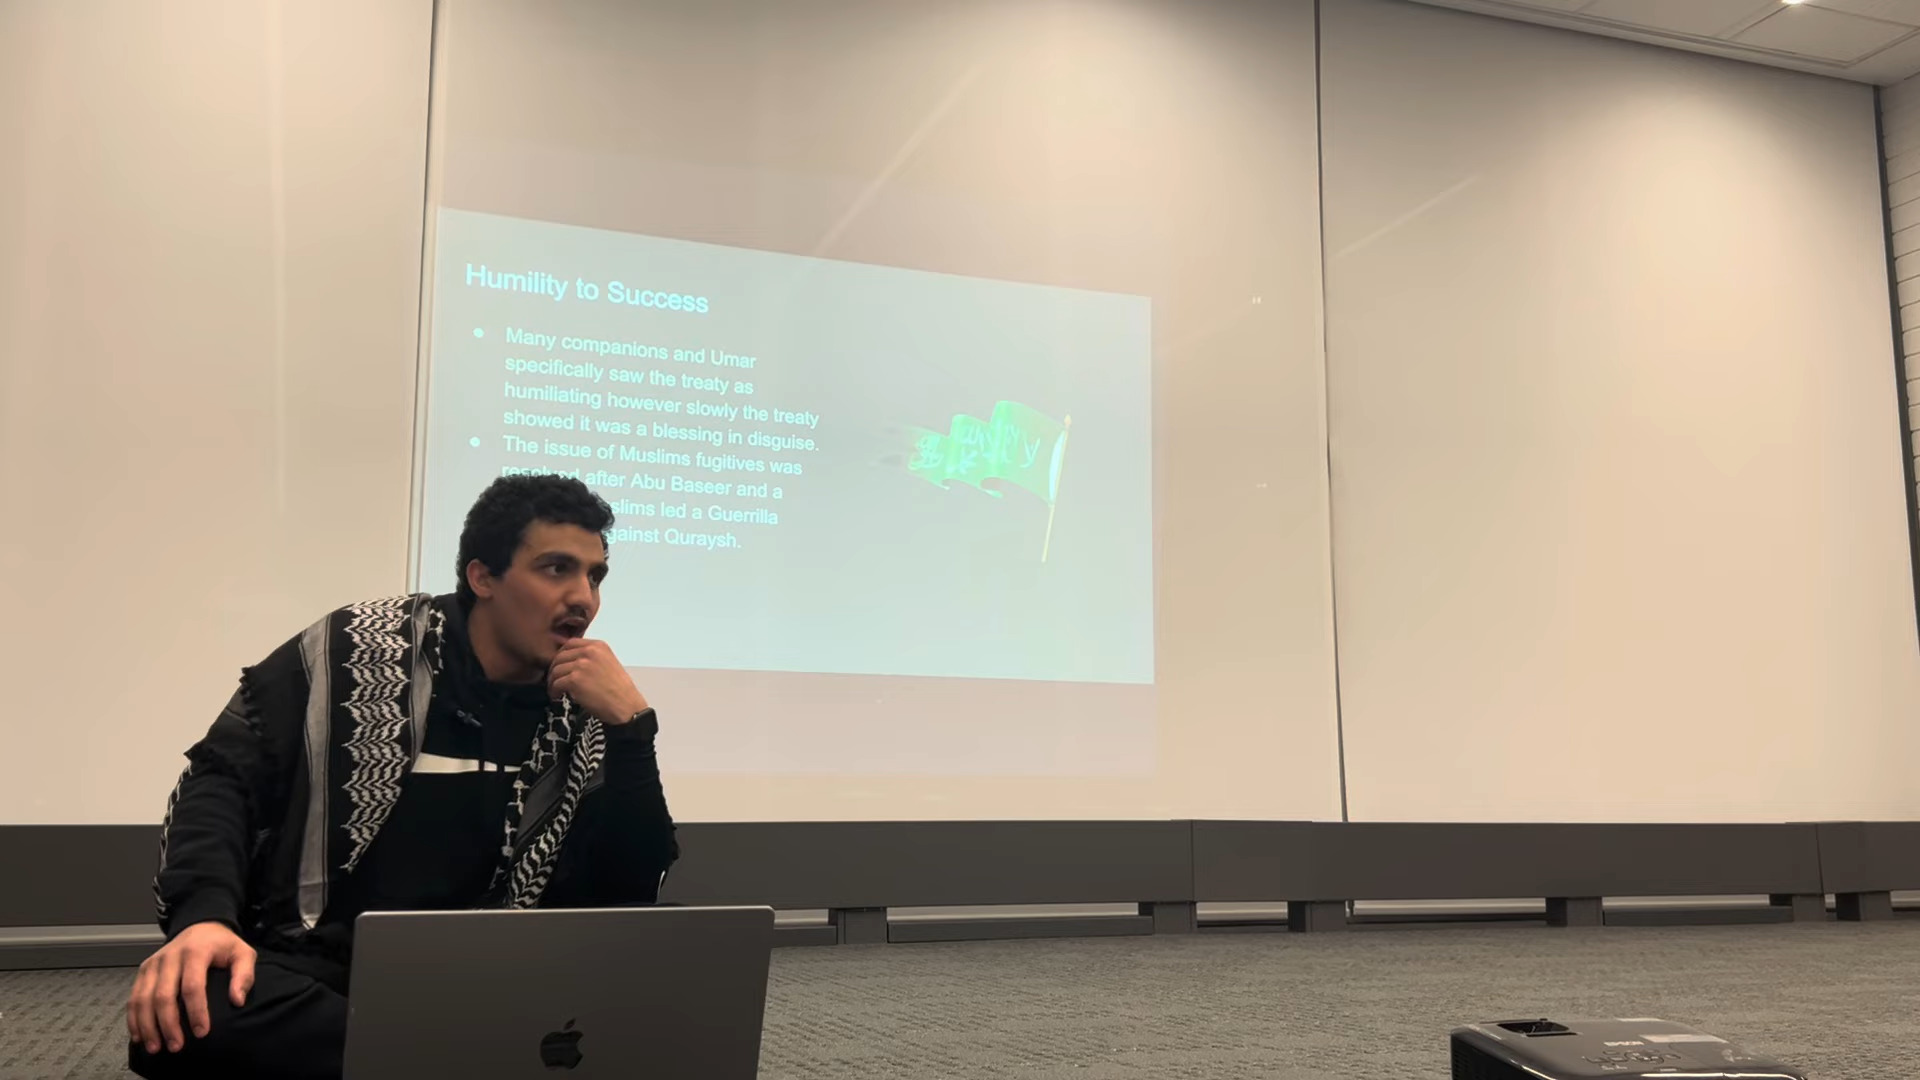 Humility to Success
● Many companions and Umar
specifically saw the treaty as
humiliating however slowly the treaty
showed it was a blessing in disguise.
● The issue of Muslims fugitives was
resolved after Abu Baseer and a
slims led a Guerrilla
gainst Quraysh.
EPSON